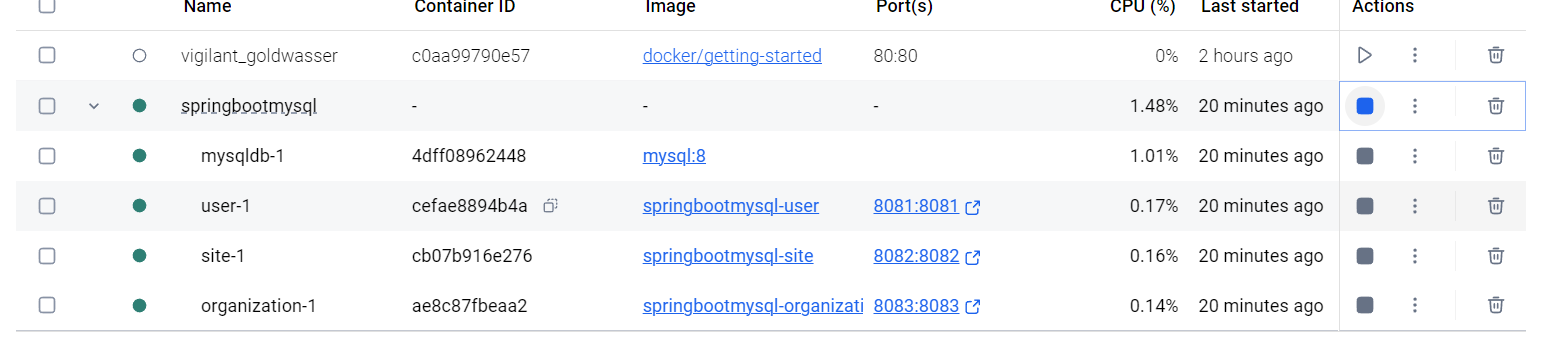 Name Container ID Image Port(s) CPU (%) Last started Actions
vigilant_goldwasser c0aa99790e57 docker/getting-started 80:80 0% 2 hours ago
springbootmysql - - - 1.48% 20 minutes ago
mysqldb-1 4dff08962448 mysql:8 1.01% 20 minutes ago
user-1 cefae8894b4a springbootmysql-user 8081:8081 0.17% 20 minutes ago
site-1 cb07b916e276 springbootmysql-site 8082:8082 0.16% 20 minutes ago
organization-1 ae8c87fbeaa2 springbootmysql-organizati 8083:8083 0.14% 20 minutes ago